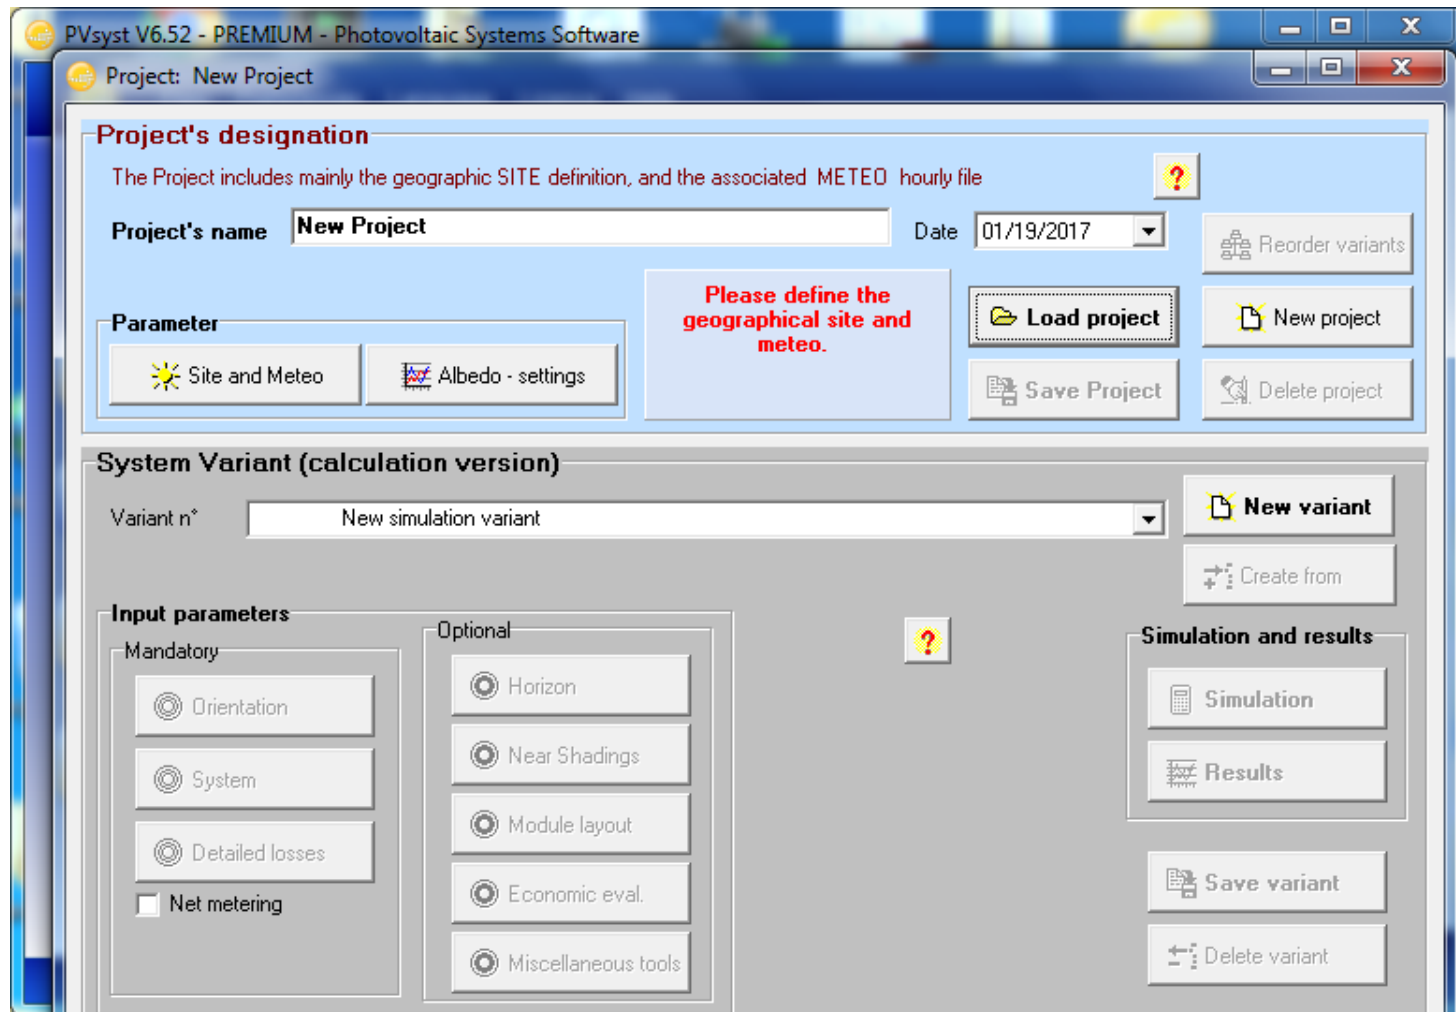 PVsyst V6.52 - PREMIUM - Photovoltaic Systems Software
Project: New Project
Project's designation
The Project includes mainly the geographic SITE definition, and the associated METEO hourly file
?
Project's name
New Project
Date
01/19/2017
Reorder variants
Please define the
geographical site and
meteo.
Load project
New project
Parameter
Site and Meteo
Albedo - settings
Save Project
Delete project
System Variant (calculation version)
Variant n°
New simulation variant
New variant
Create from
Input parameters
Mandatory
Orientation
System
Detailed losses
Net metering
Optional
Horizon
Near Shadings
Module layout
Economic eval.
Miscellaneous tools
?
Simulation and results
Simulation
Results
Save variant
Delete variant